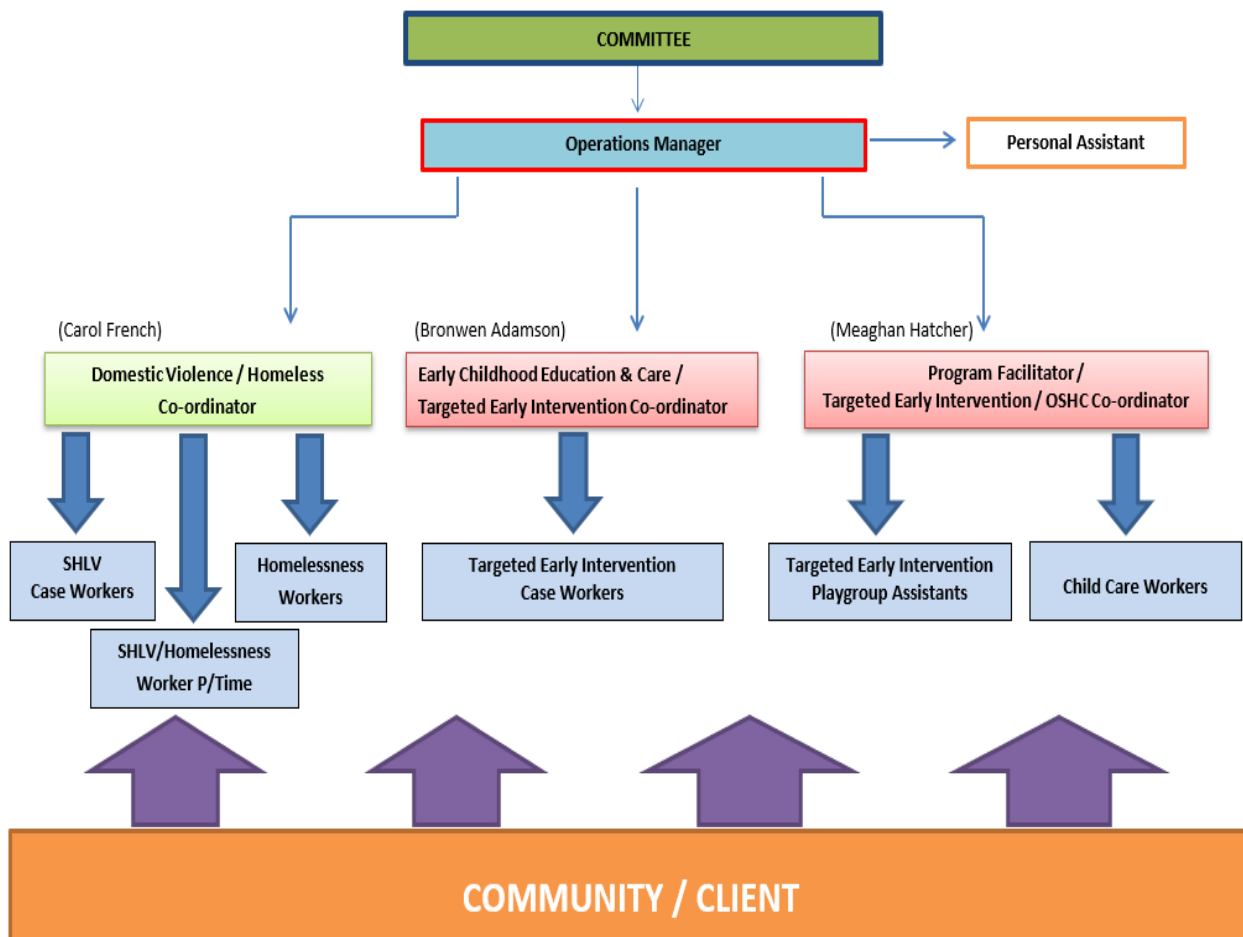 COMMITTEE
Operations Manager
Personal Assistant
(Carol French)
(Bronwen Adamson)
(Meaghan Hatcher)
Domestic Violence / Homeless
Co-ordinator
Early Childhood Education & Care /
Targeted Early Intervention Co-ordinator
Program Facilitator /
Targeted Early Intervention / OSHC Co-ordinator
SHLV
Case Workers
Homelessness
Workers
Targeted Early Intervention
Case Workers
Targeted Early Intervention
Playgroup Assistants
Child Care Workers
SHLV/Homelessness
Worker P/Time
COMMUNITY / CLIENT